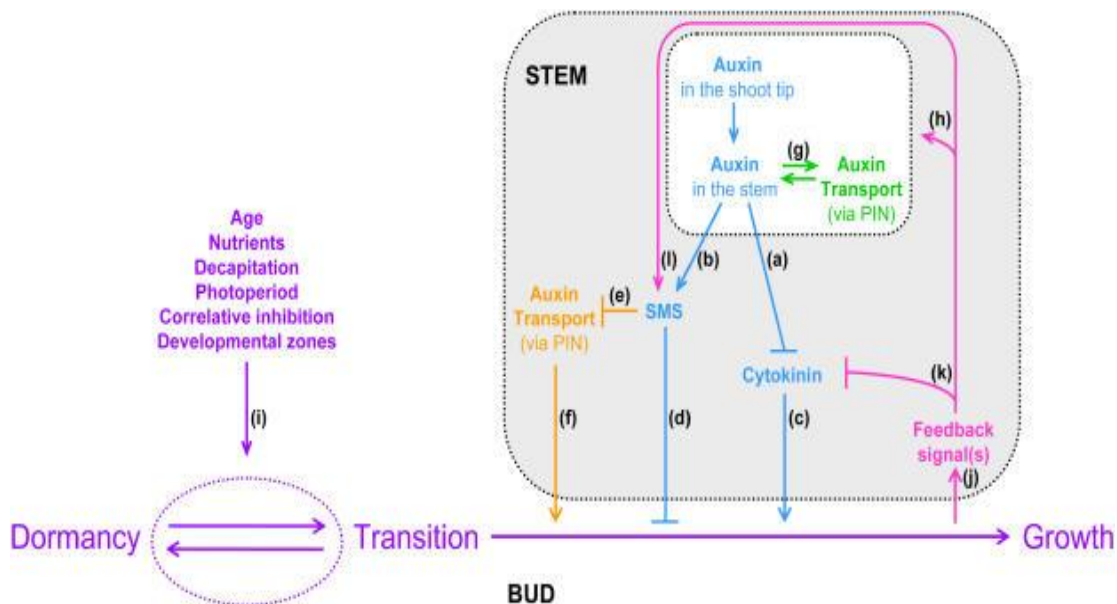 STEM
Auxin
in the shoot tip
(h)
Auxin
in the stem
(g)
Auxin
Transport
(via PIN)
Age
Nutrients
Decapitation
Photoperiod
Correlative inhibition
Developmental zones
(l)
(b)
(a)
Auxin
Transport
(via PIN)
(e)
SMS
Cytokinin
(k)
(i)
(f)
(d)
(c)
Feedback
signal(s)
(j)
Dormancy
Transition
Growth
BUD